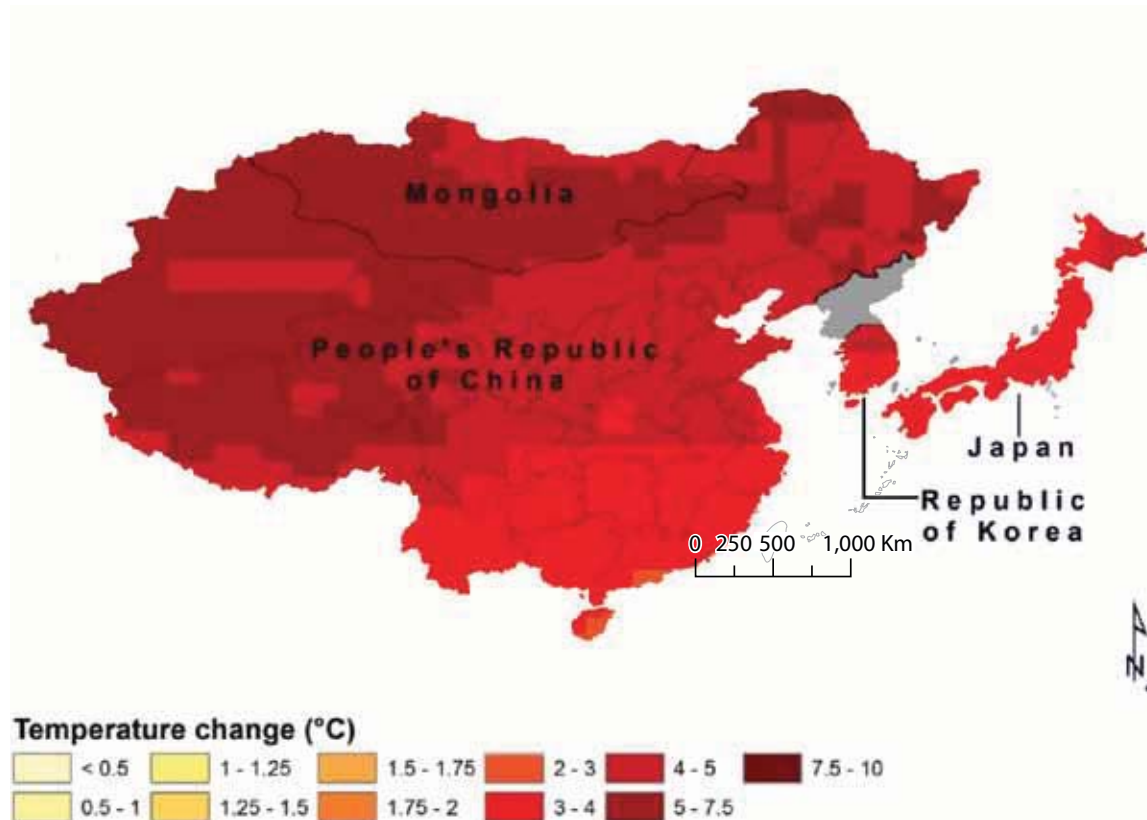 Mongolia
People's Republic
of China
Japan
Republic
of Korea
0 250 500 1,000 Km
N
Temperature change (°C)
< 0.5 1 - 1.25 1.5 - 1.75 2 - 3 4 - 5 7.5 - 10
0.5 - 1 1.25 - 1.5 1.75 - 2 3 - 4 5 - 7.5